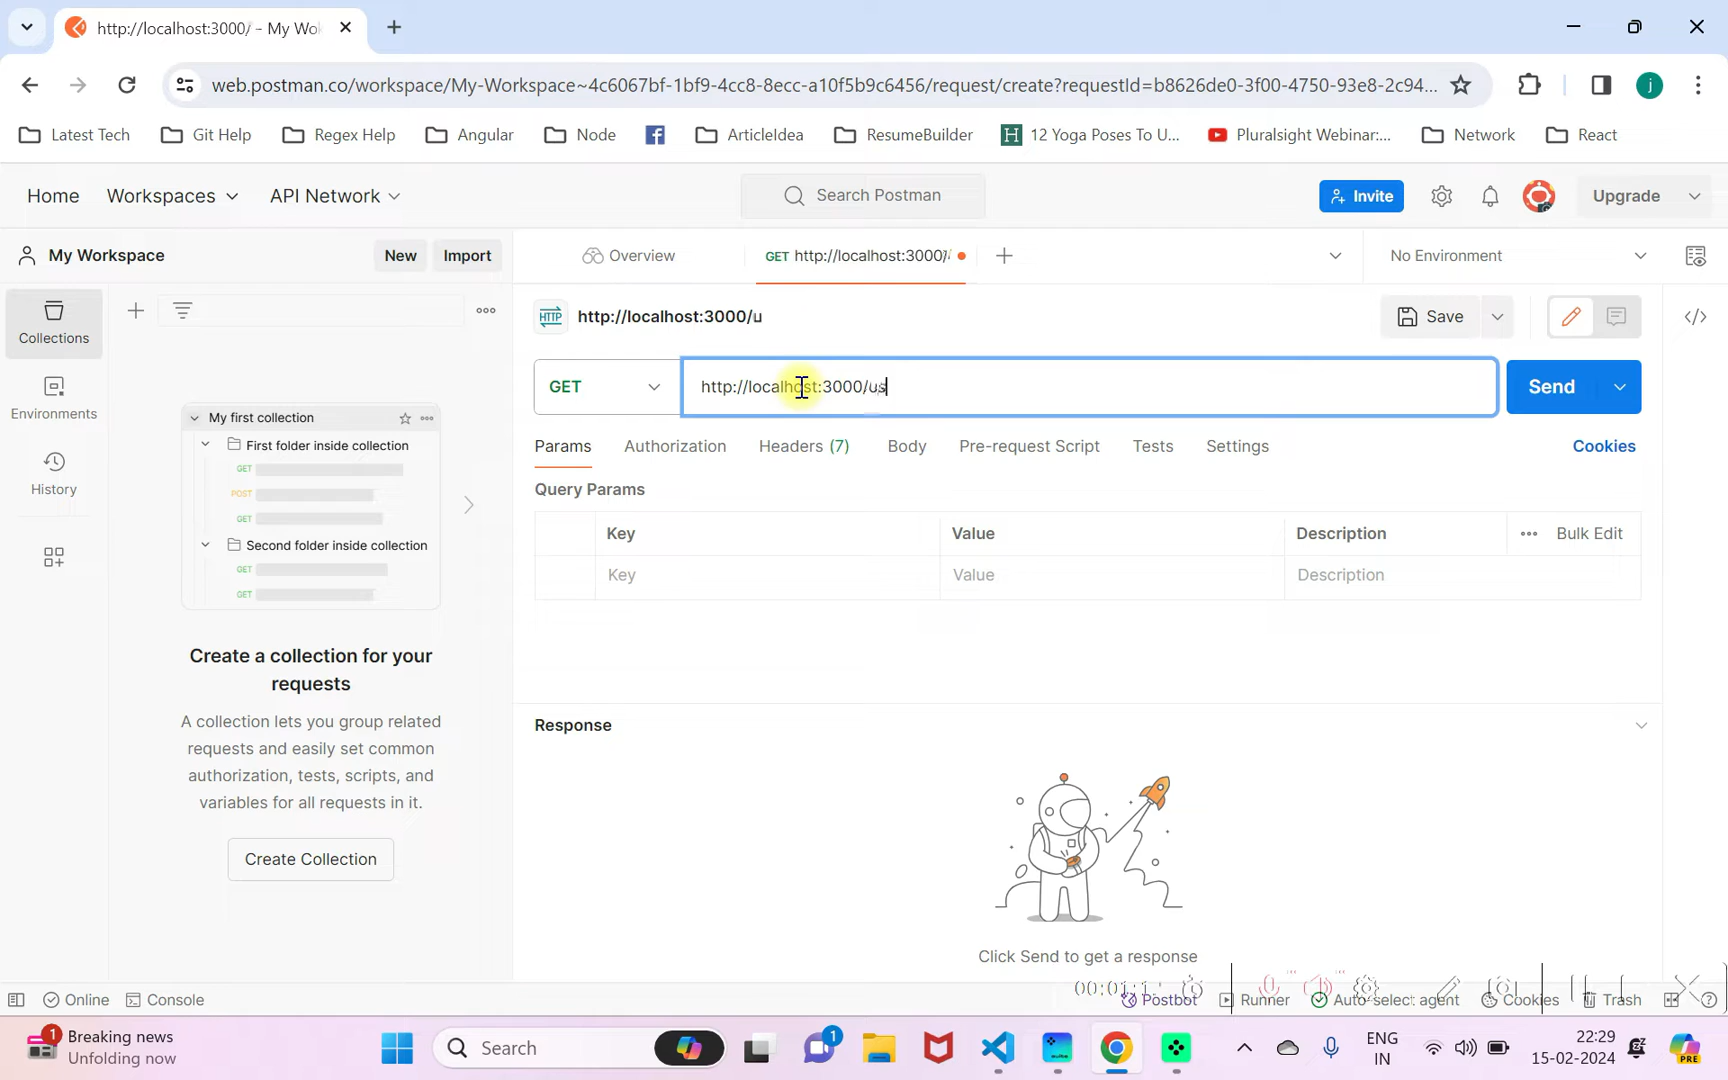 http://localhost:3000/ - My Wo
web.postman.co/workspace/My-Workspace~4c6067bf-1bf9-4cc8-8ecc-a10f5b9c6456/request/create?requestId=b8626de0-3f00-4750-93e8-2c94...
Latest Tech Git Help Regex Help Angular Node ArticleIdea ResumeBuilder 12 Yoga Poses To U... Pluralsight Webinar:... Network React
Home Workspaces API Network Search Postman Invite Upgrade
My Workspace New Import Overview GET http://localhost:3000/ No Environment
Collections
Environments
History
My first collection
First folder inside collection
GET
POST
GET
Second folder inside collection
GET
GET
Create a collection for your
requests
A collection lets you group related
requests and easily set common
authorization, tests, scripts, and
variables for all requests in it.
Create Collection
HTTP http://localhost:3000/u Save
GET http://localhost:3000/us Send
Params Authorization Headers (7) Body Pre-request Script Tests Settings Cookies
Query Params
Key Value Description Bulk Edit
Key Value Description
Response
Click Send to get a response
Online Console Postbot Runner Auto-select agent Cookies Trash
1 Breaking news
Unfolding now
Search
1
ENG
IN
22:29
15-02-2024
PRE